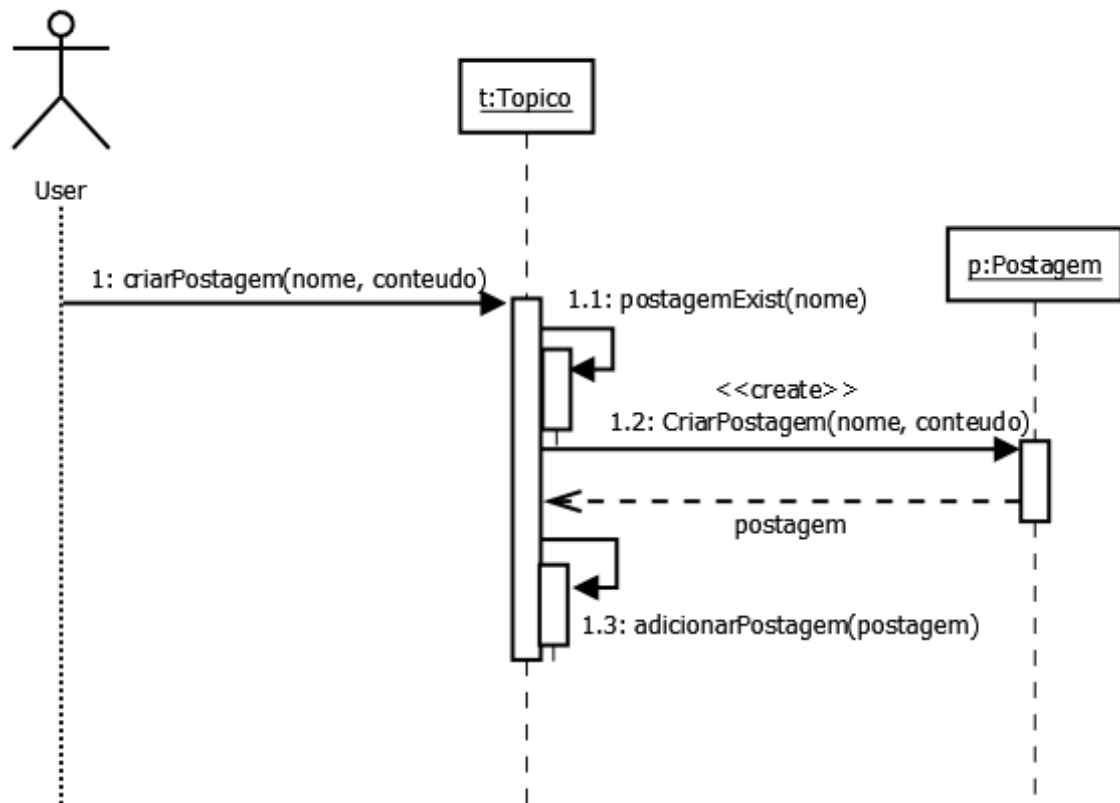 t:Topico
User
p:Postagem
1: criarPostagem(nome, conteudo)
1.1: postagemExist(nome)
<<create>>
1.2: CriarPostagem(nome, conteudo)
postagem
1.3: adicionarPostagem(postagem)